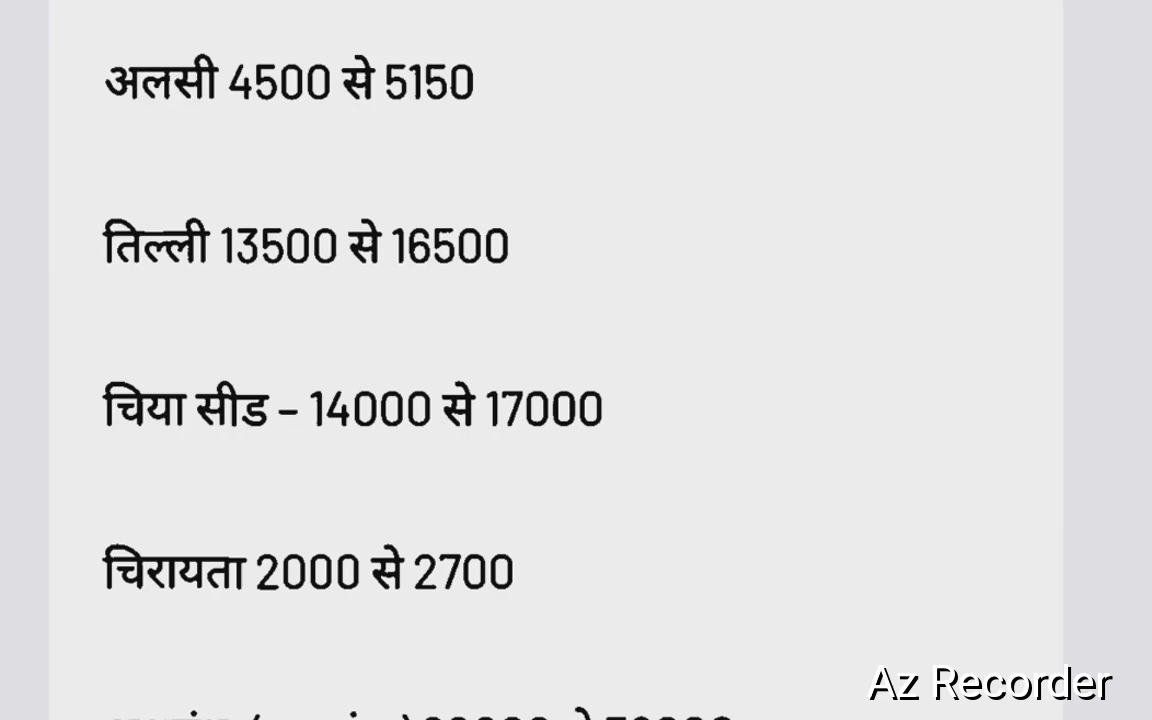 अलसी 4500 से 5150
तिल्ली 13500 से 16500
चिया सीड – 14000 से 17000
चिरायता 2000 से 2700
Az Recorder